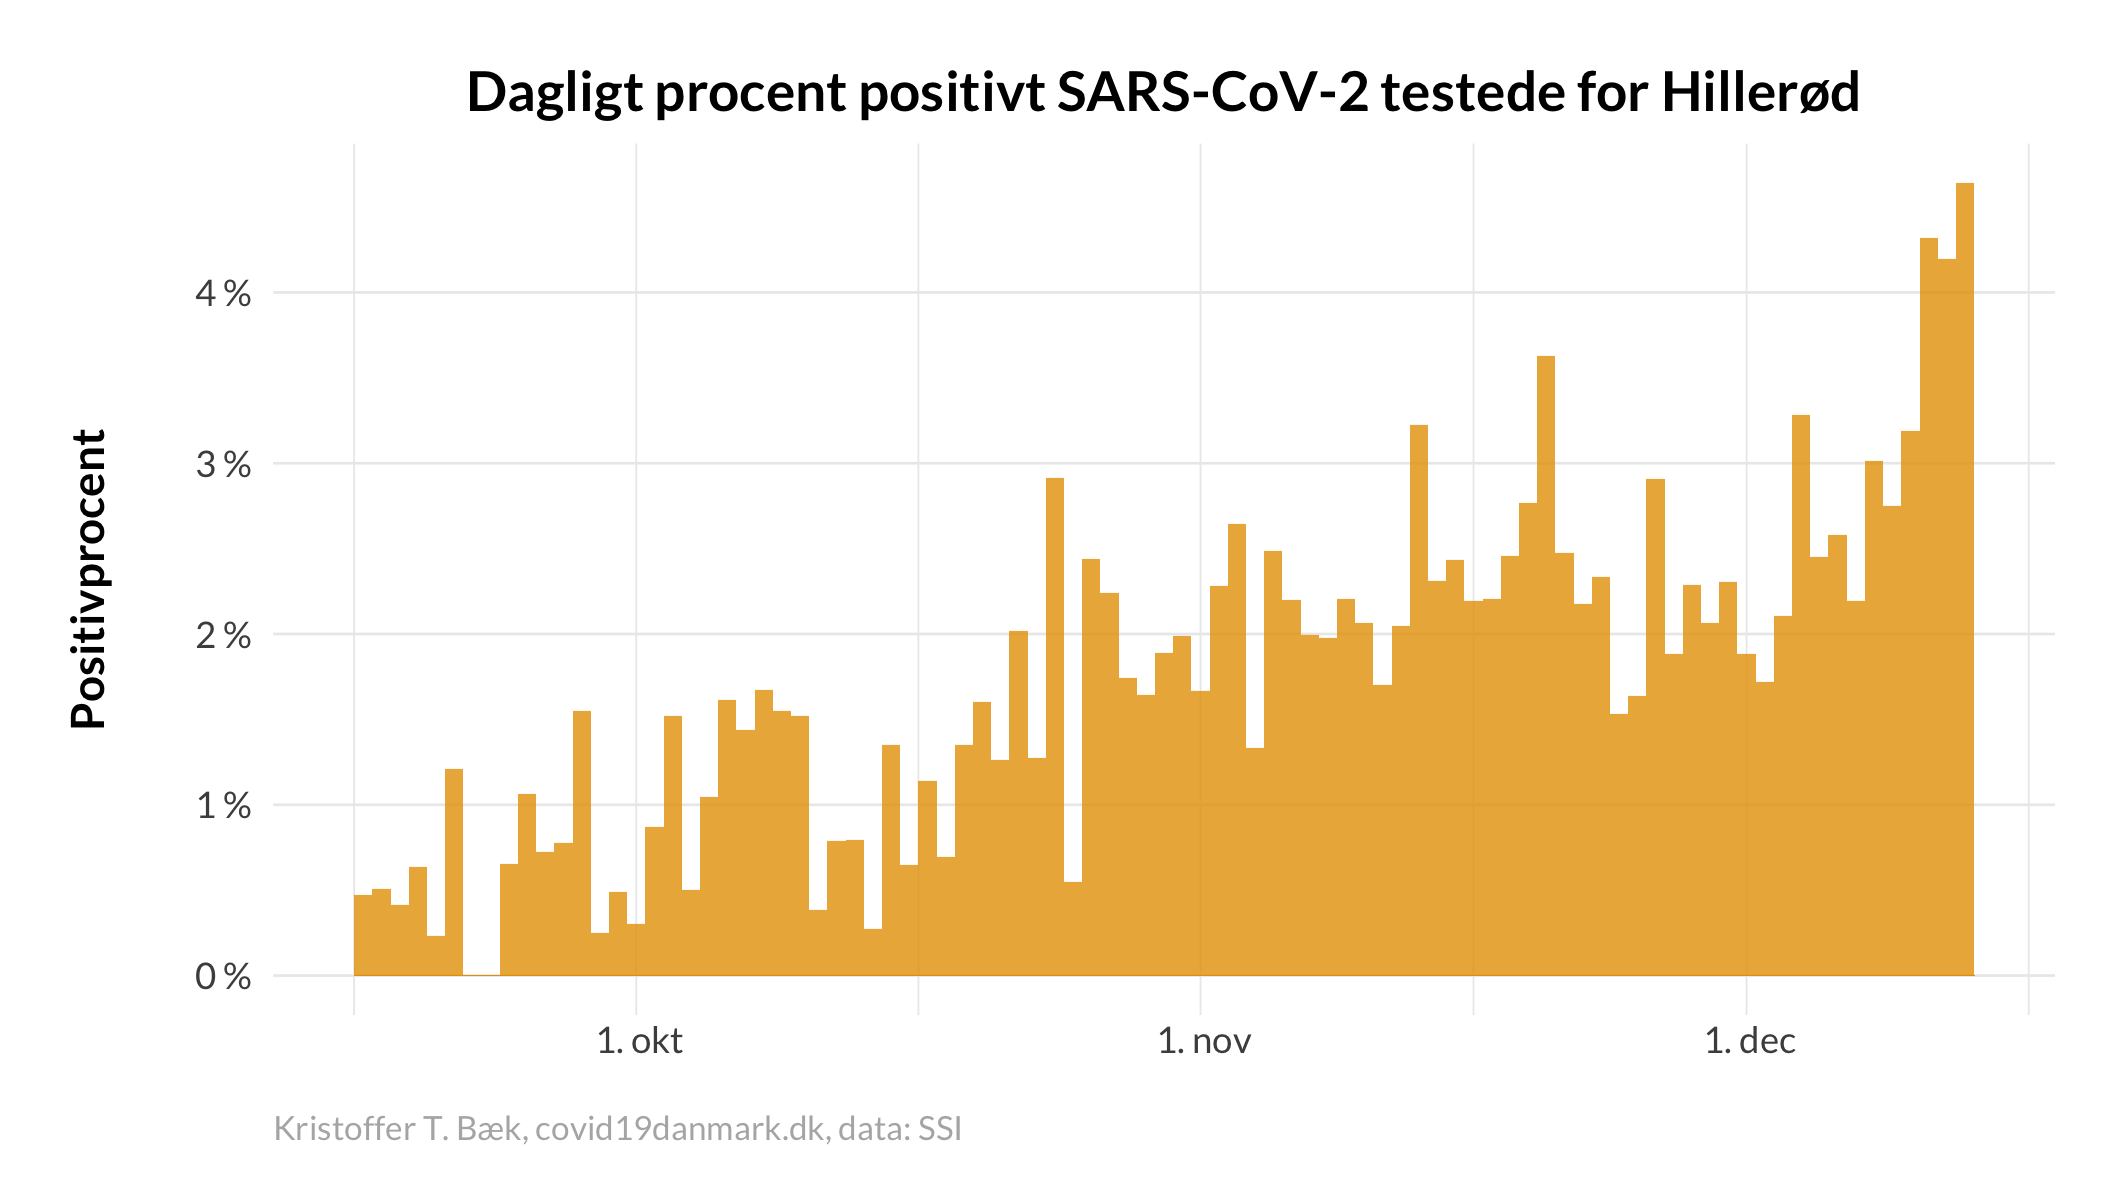 Dagligt procent positivt SARS-CoV-2 testede for Hillerød
Positivprocent
4 %
3 %
2 %
1 %
0 %
1. okt
1. nov
1. dec
Kristoffer T. Bæk, covid19danmark.dk, data: SSI